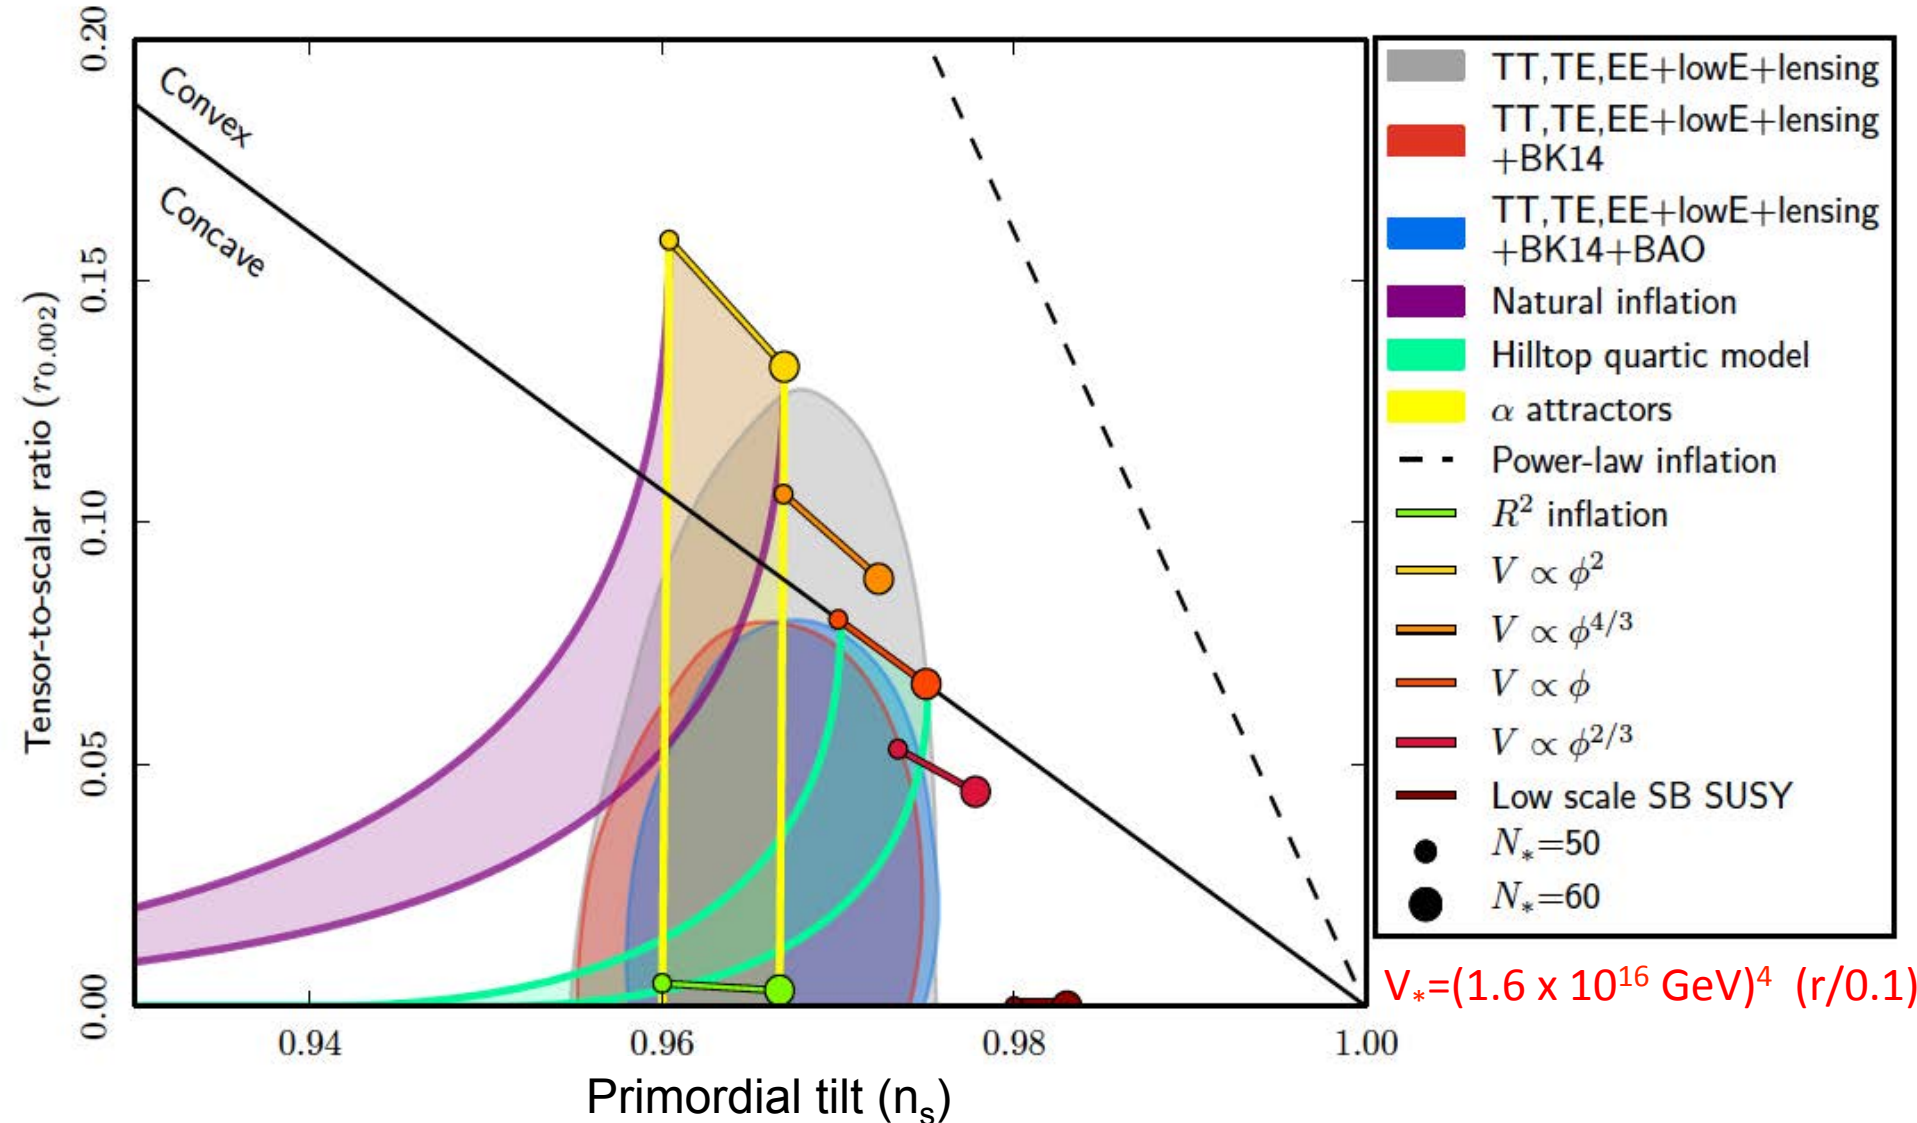 0.20
0.15
0.10
0.05
0.00
Tensor-to-scalar ratio (r₀.₀₀₂)
Convex
Concave
0.94
0.96
0.98
1.00
Primordial tilt (nₛ)
TT,TE,EE+lowE+lensing
TT,TE,EE+lowE+lensing
+BK14
TT,TE,EE+lowE+lensing
+BK14+BAO
Natural inflation
Hilltop quartic model
α attractors
Power-law inflation
R² inflation
V ∝ ϕ²
V ∝ ϕ^{4/3}
V ∝ ϕ
V ∝ ϕ^{2/3}
Low scale SB SUSY
N∗=50
N∗=60
V∗=(1.6 x 10¹⁶ GeV)⁴ (r/0.1)